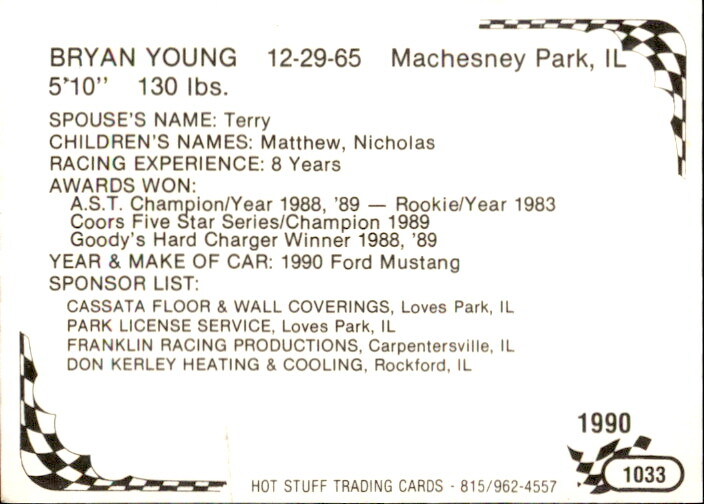 BRYAN YOUNG 12-29-65 Machesney Park, IL
5'10" 130 lbs.
SPOUSE'S NAME: Terry
CHILDREN'S NAMES: Matthew, Nicholas
RACING EXPERIENCE: 8 Years
AWARDS WON:
A.S.T. Champion/Year 1988, '89 — Rookie/Year 1983
Coors Five Star Series/Champion 1989
Goody's Hard Charger Winner 1988, '89
YEAR & MAKE OF CAR: 1990 Ford Mustang
SPONSOR LIST:
CASSATA FLOOR & WALL COVERINGS, Loves Park, IL
PARK LICENSE SERVICE, Loves Park, IL
FRANKLIN RACING PRODUCTIONS, Carpentersville, IL
DON KERLEY HEATING & COOLING, Rockford, IL
1990
1033
HOT STUFF TRADING CARDS - 815/962-4557